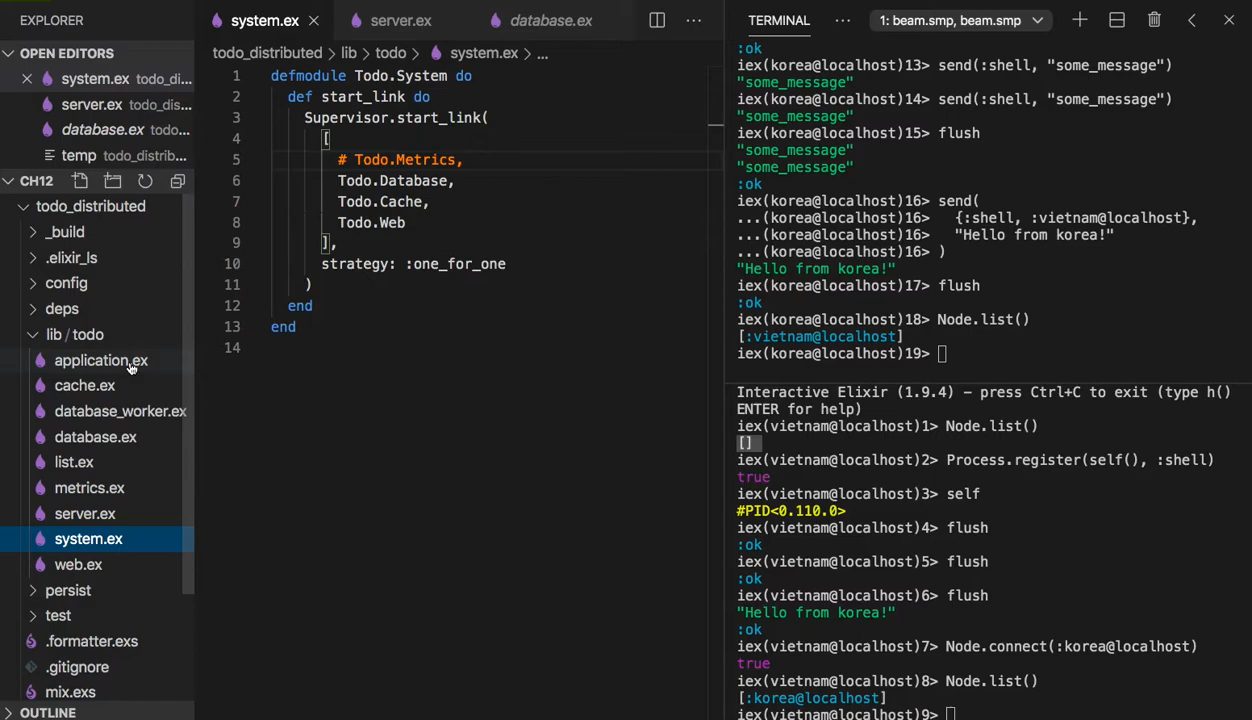 EXPLORER
OPEN EDITORS
system.ex todo_di...
server.ex todo_dis...
database.ex todo...
temp todo_distrib...
CH12
todo_distributed
_build
.elixir_ls
config
deps
lib / todo
application.ex
cache.ex
database_worker.ex
database.ex
list.ex
metrics.ex
server.ex
system.ex
web.ex
persist
test
.formatter.exs
.gitignore
mix.exs
OUTLINE
system.ex server.ex database.ex
todo_distributed > lib > todo > system.ex > ...
1 defmodule Todo.System do
2 def start_link do
3 Supervisor.start_link(
4 [
5 # Todo.Metrics,
6 Todo.Database,
7 Todo.Cache,
8 Todo.Web
9 ],
10 strategy: :one_for_one
11 )
12 end
13 end
14
TERMINAL ... 1: beam.smp, beam.smp
:ok
iex(korea@localhost)13> send(:shell, "some_message")
"some_message"
iex(korea@localhost)14> send(:shell, "some_message")
"some_message"
iex(korea@localhost)15> flush
"some_message"
"some_message"
:ok
iex(korea@localhost)16> send(
...(korea@localhost)16> {:shell, :vietnam@localhost},
...(korea@localhost)16> "Hello from korea!"
...(korea@localhost)16> )
"Hello from korea!"
iex(korea@localhost)17> flush
:ok
iex(korea@localhost)18> Node.list()
[:vietnam@localhost]
iex(korea@localhost)19>
Interactive Elixir (1.9.4) – press Ctrl+C to exit (type h()
ENTER for help)
iex(vietnam@localhost)1> Node.list()
[]
iex(vietnam@localhost)2> Process.register(self(), :shell)
true
iex(vietnam@localhost)3> self
#PID<0.110.0>
iex(vietnam@localhost)4> flush
:ok
iex(vietnam@localhost)5> flush
:ok
iex(vietnam@localhost)6> flush
"Hello from korea!"
:ok
iex(vietnam@localhost)7> Node.connect(:korea@localhost)
true
iex(vietnam@localhost)8> Node.list()
[:korea@localhost]
iex(vietnam@localhost)9>